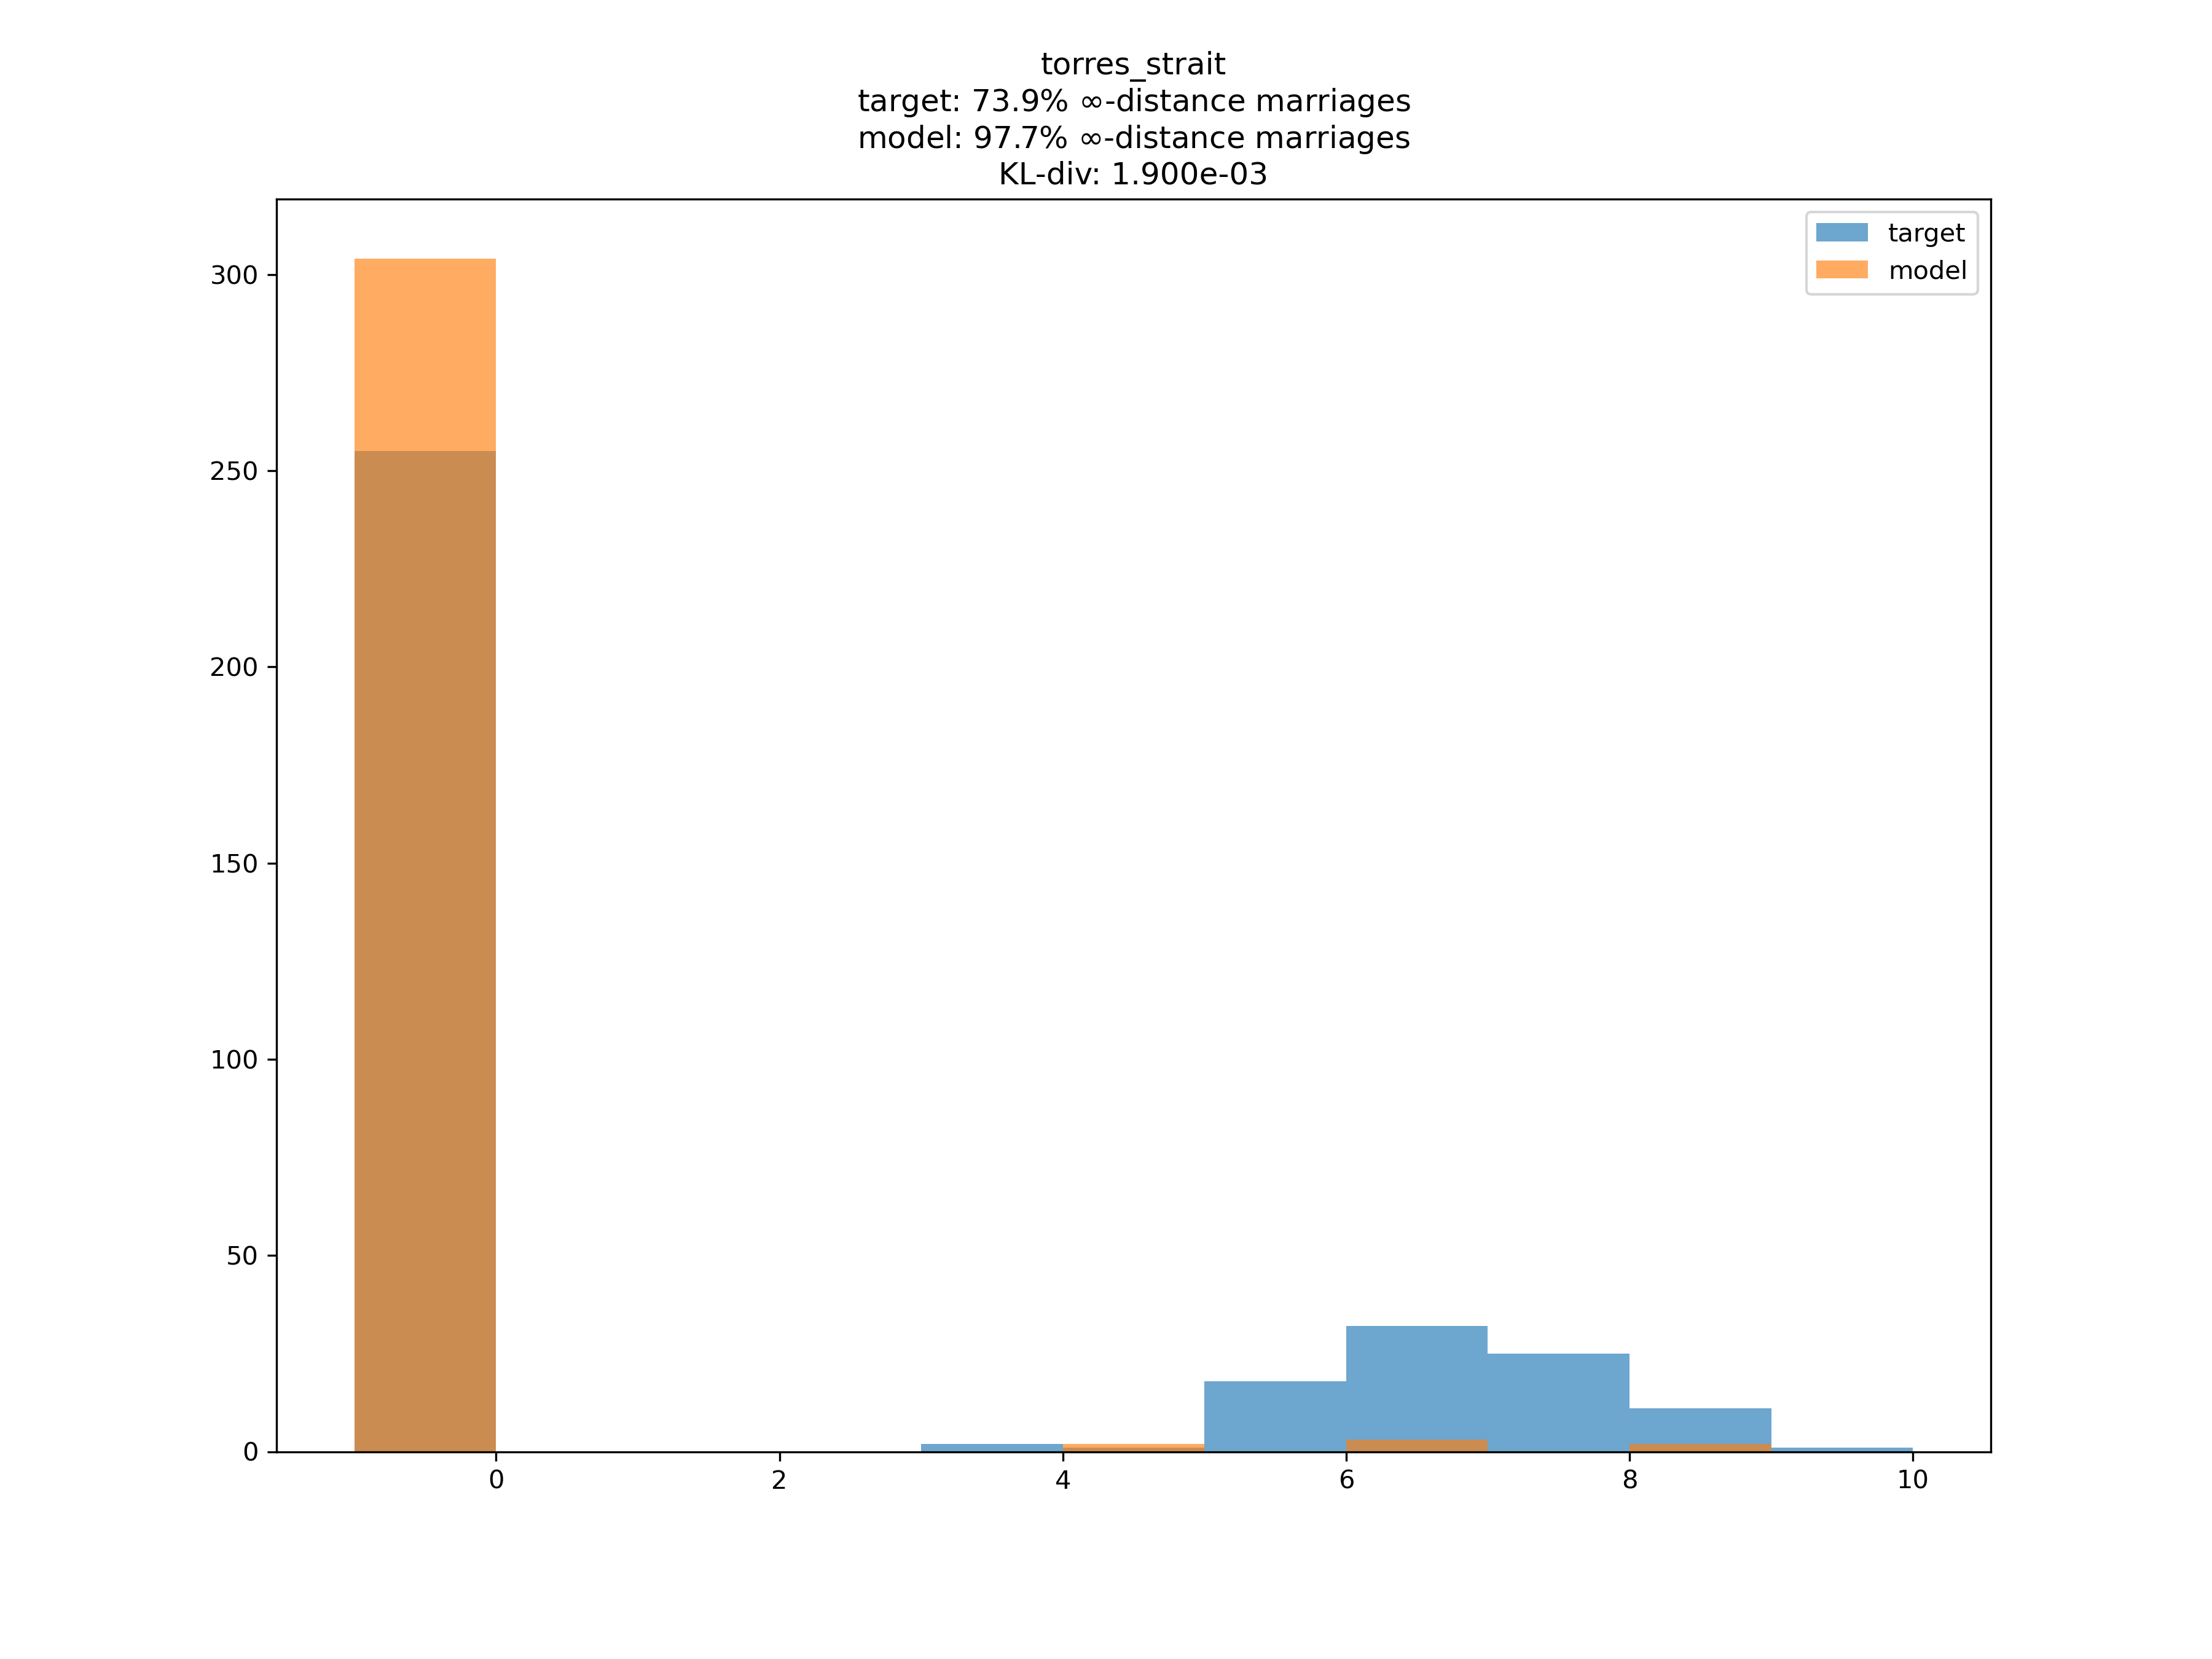 torres_strait
target: 73.9% ∞-distance marriages
model: 97.7% ∞-distance marriages
KL-div: 1.900e-03
target
model
300
250
200
150
100
50
0
0 2 4 6 8 10